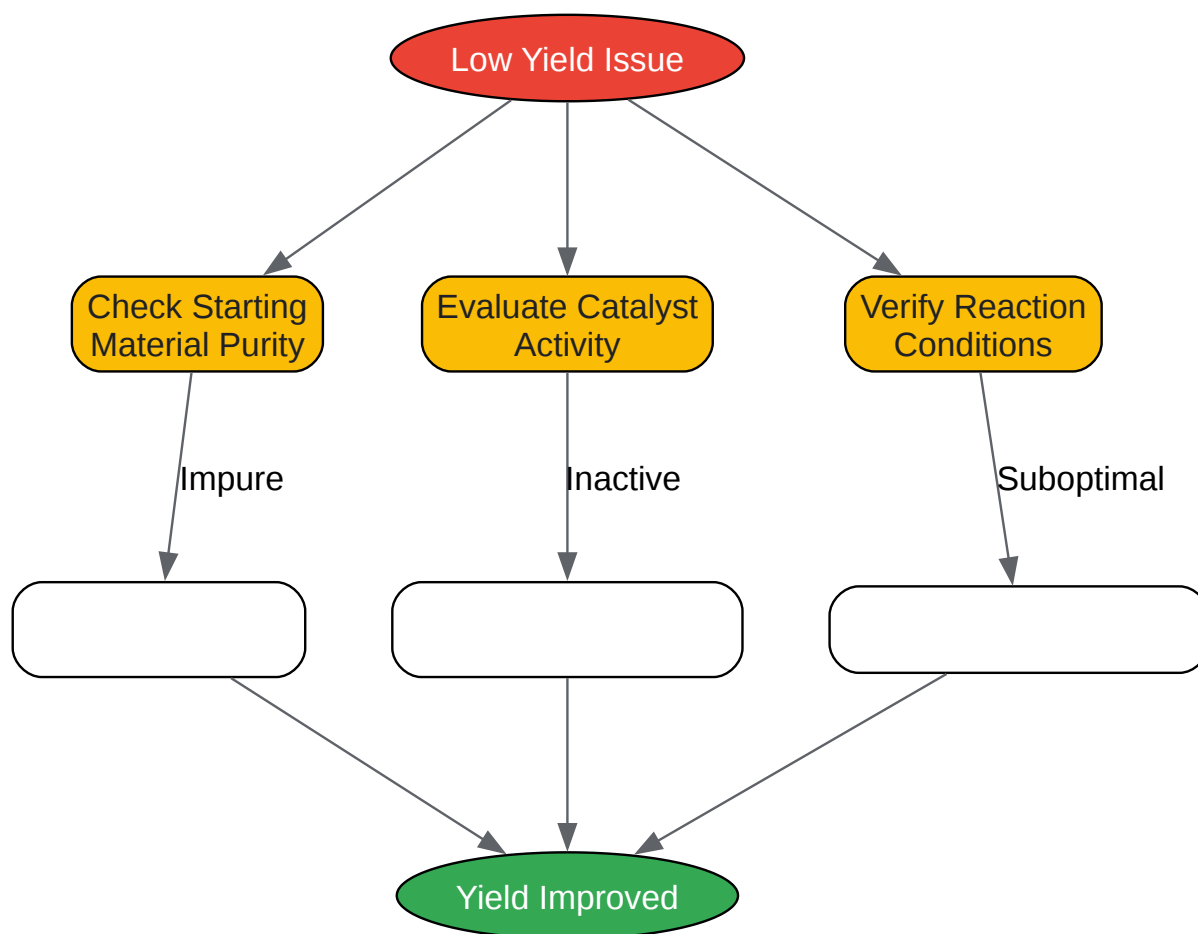 Low Yield Issue
Check Starting
Material Purity
Evaluate Catalyst
Activity
Verify Reaction
Conditions
Impure
Inactive
Suboptimal
Yield Improved